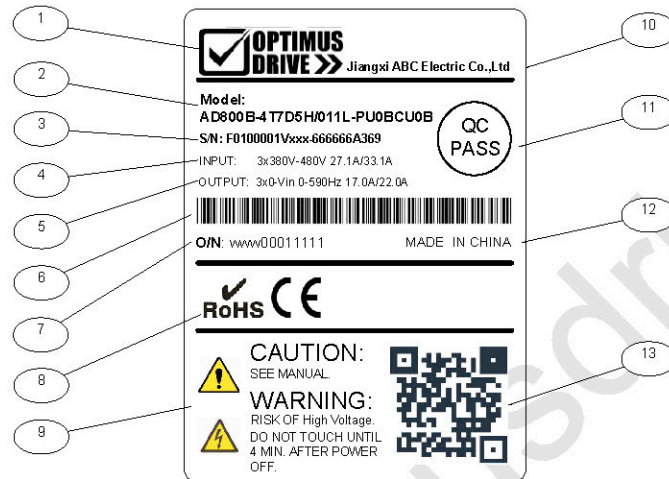 1
OPTIMUS
DRIVE >> Jiangxi ABC Electric Co.,Ltd
10
2
Model:
AD800B-4T7D5H/011L-PU0BCU0B
3
S/N: F0100001Vxxx-666666A369
QC
PASS
11
4
INPUT: 3x380V-480V 27.1A/33.1A
5
OUTPUT: 3x0-Vin 0-590Hz 17.0A/22.0A
6
O/N: www00011111 MADE IN CHINA
12
7
RoHS CE
8
CAUTION:
SEE MANUAL.
13
WARNING:
9
RISK OF High Voltage.
DO NOT TOUCH UNTIL
4 MIN. AFTER POWER
OFF.